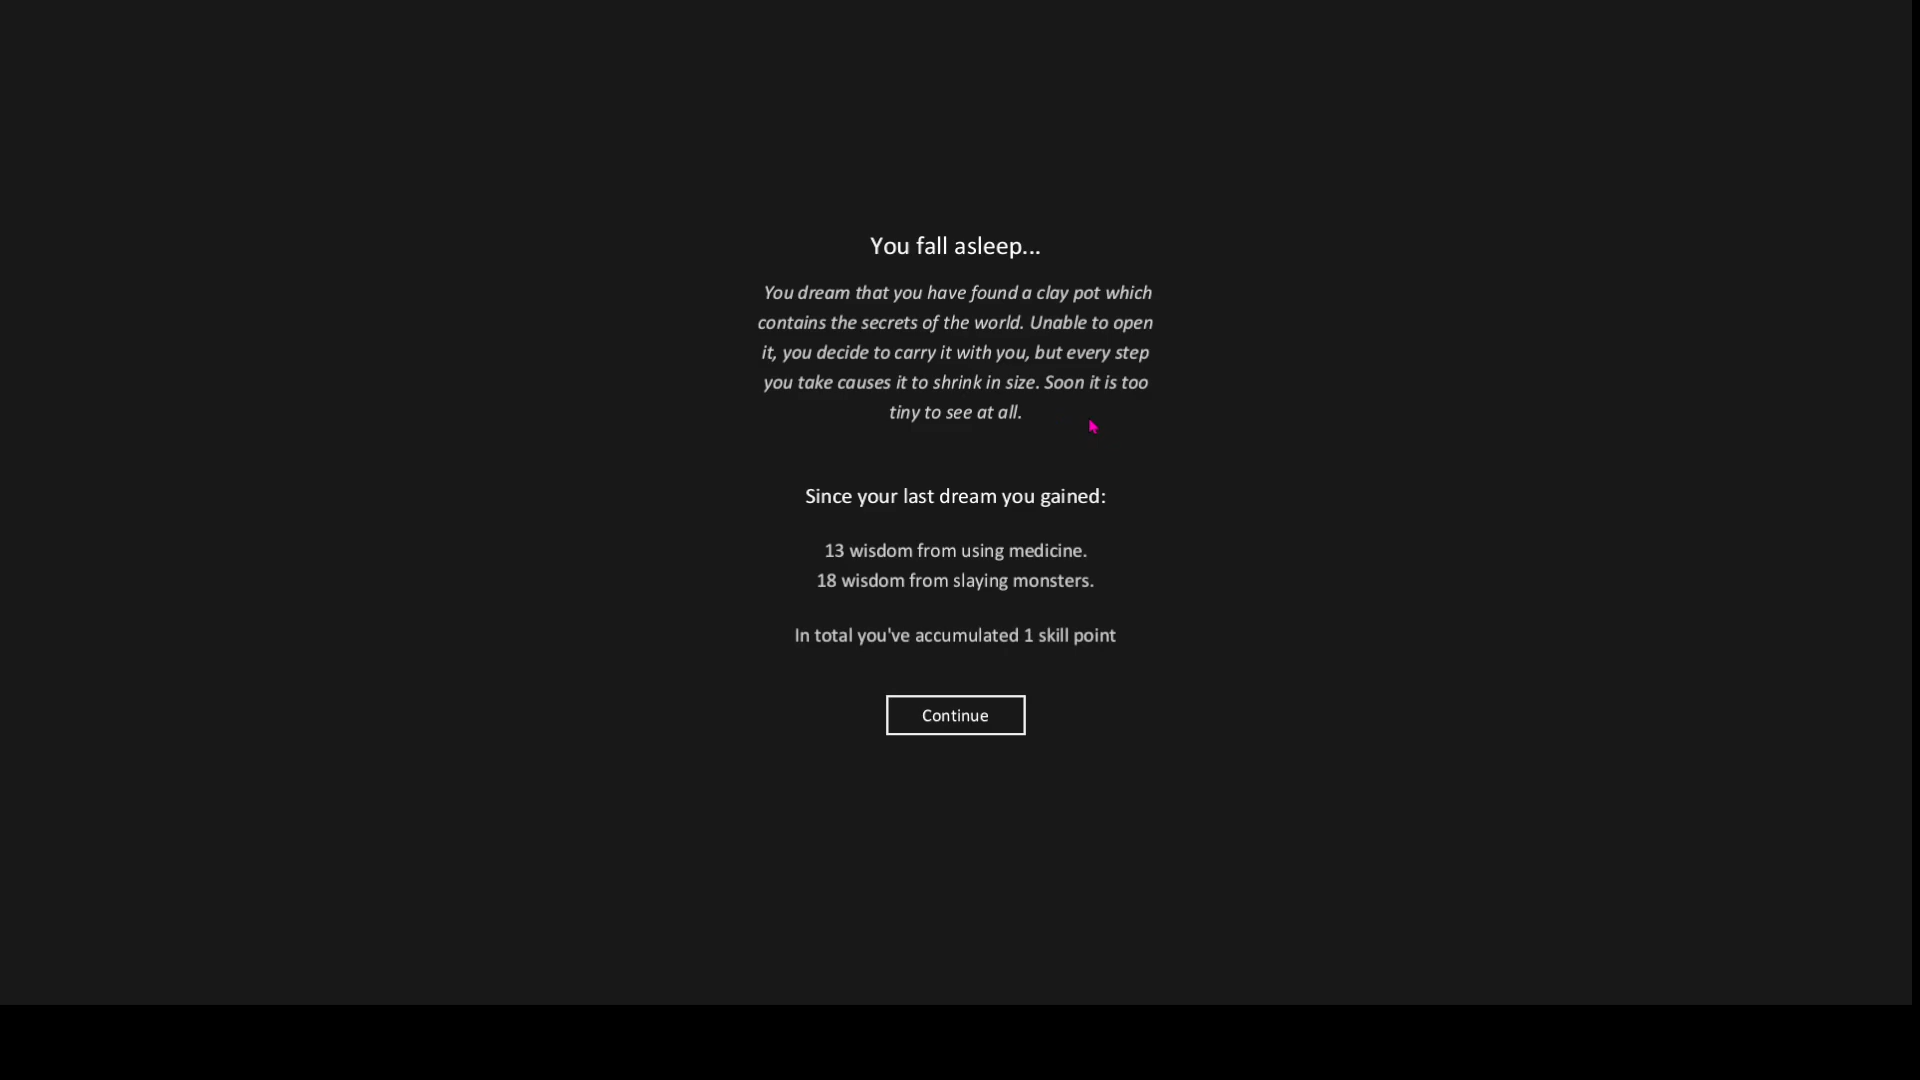 You fall asleep...
You dream that you have found a clay pot which
contains the secrets of the world. Unable to open
it, you decide to carry it with you, but every step
you take causes it to shrink in size. Soon it is too
tiny to see at all.
Since your last dream you gained:
13 wisdom from using medicine.
18 wisdom from slaying monsters.
In total you've accumulated 1 skill point
Continue